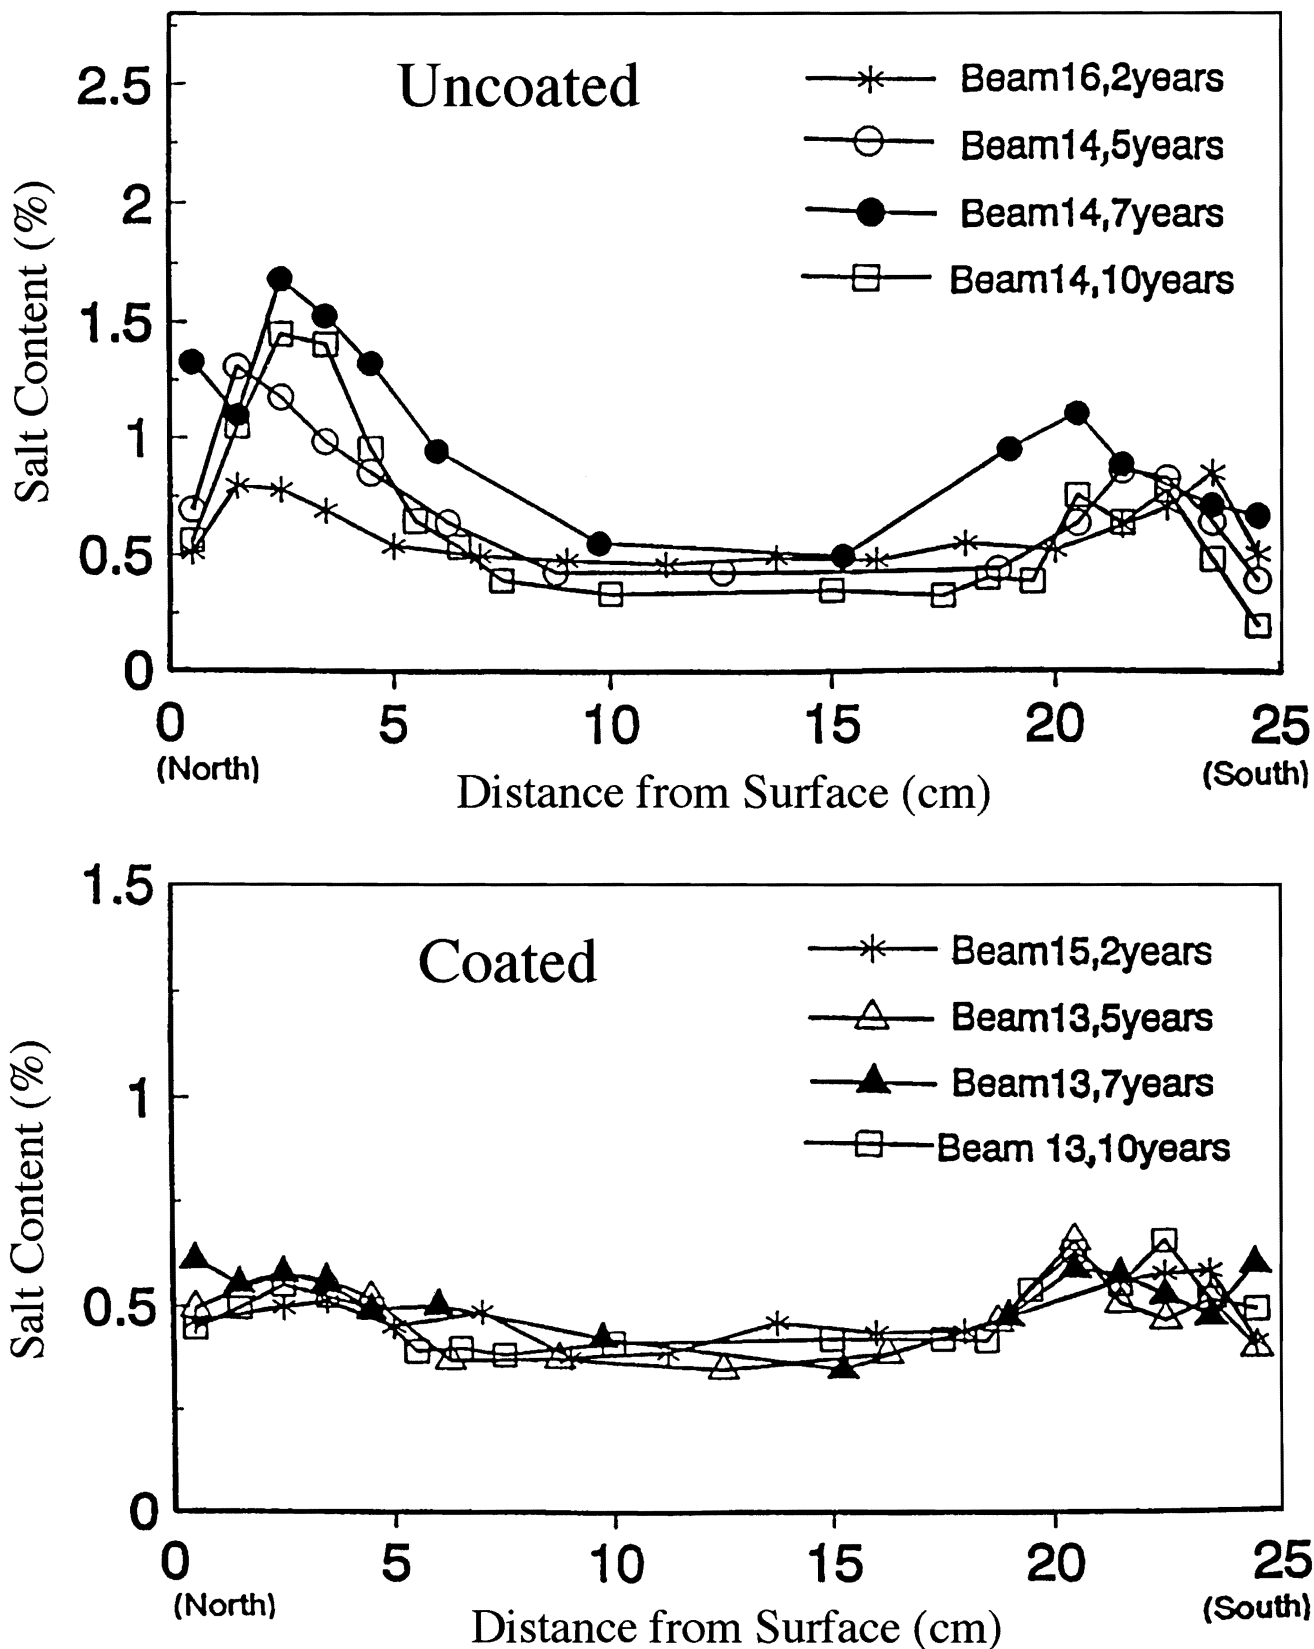 Uncoated
Beam16,2years
Beam14,5years
Beam14,7years
Beam14,10years
Salt Content (%)
2.5
2
1.5
1
0.5
0
0 5 10 15 20 25
(North) (South)
Distance from Surface (cm)
Coated
Beam15,2years
Beam13,5years
Beam13,7years
Beam 13,10years
Salt Content (%)
1.5
1
0.5
0
0 5 10 15 20 25
(North) (South)
Distance from Surface (cm)